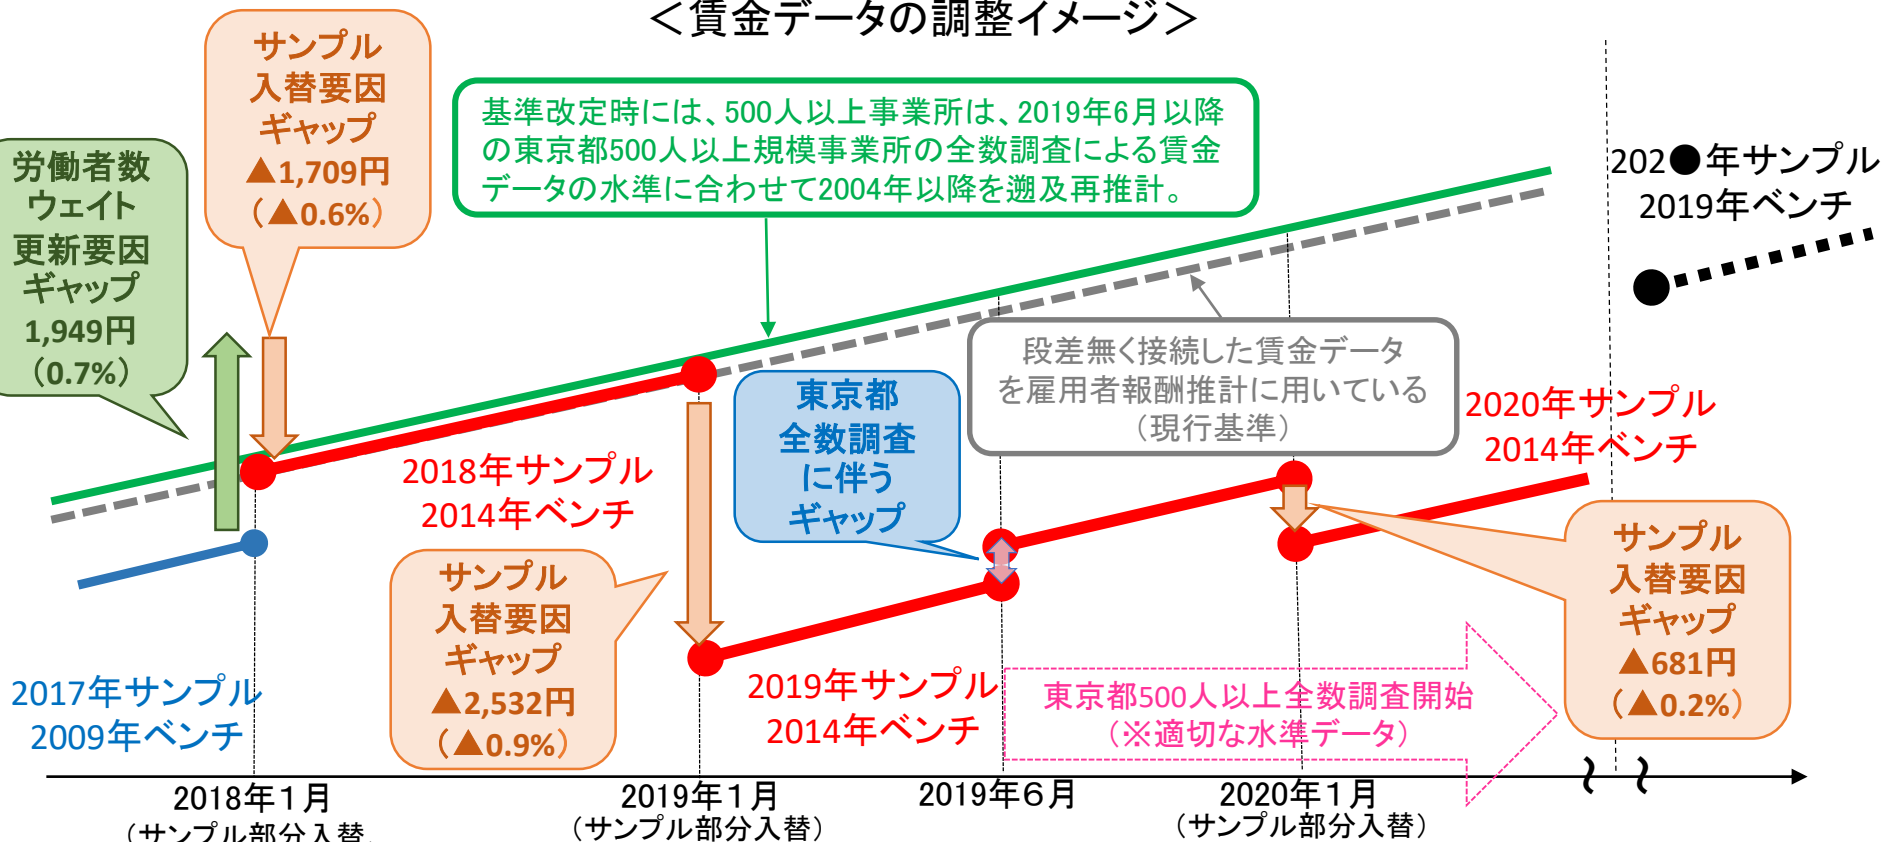 ＜賃金データの調整イメージ＞
サンプル
入替要因
ギャップ
▲1,709円
（▲0.6%）
労働者数
ウェイト
更新要因
ギャップ
1,949円
（0.7%）
基準改定時には、500人以上事業所は、2019年6月以降
の東京都500人以上規模事業所の全数調査による賃金
データの水準に合わせて2004年以降を遡及再推計。
202●年サンプル
2019年ベンチ
段差無く接続した賃金データ
を雇用者報酬推計に用いている
（現行基準）
東京都
全数調査
に伴う
ギャップ
2020年サンプル
2014年ベンチ
2018年サンプル
2014年ベンチ
サンプル
入替要因
ギャップ
▲2,532円
（▲0.9%）
サンプル
入替要因
ギャップ
▲681円
（▲0.2%）
2017年サンプル
2009年ベンチ
2019年サンプル
2014年ベンチ
東京都500人以上全数調査開始
（※適切な水準データ）
2018年１月
（サンプル部分入替、
2019年１月
（サンプル部分入替）
2019年６月
2020年１月
（サンプル部分入替）